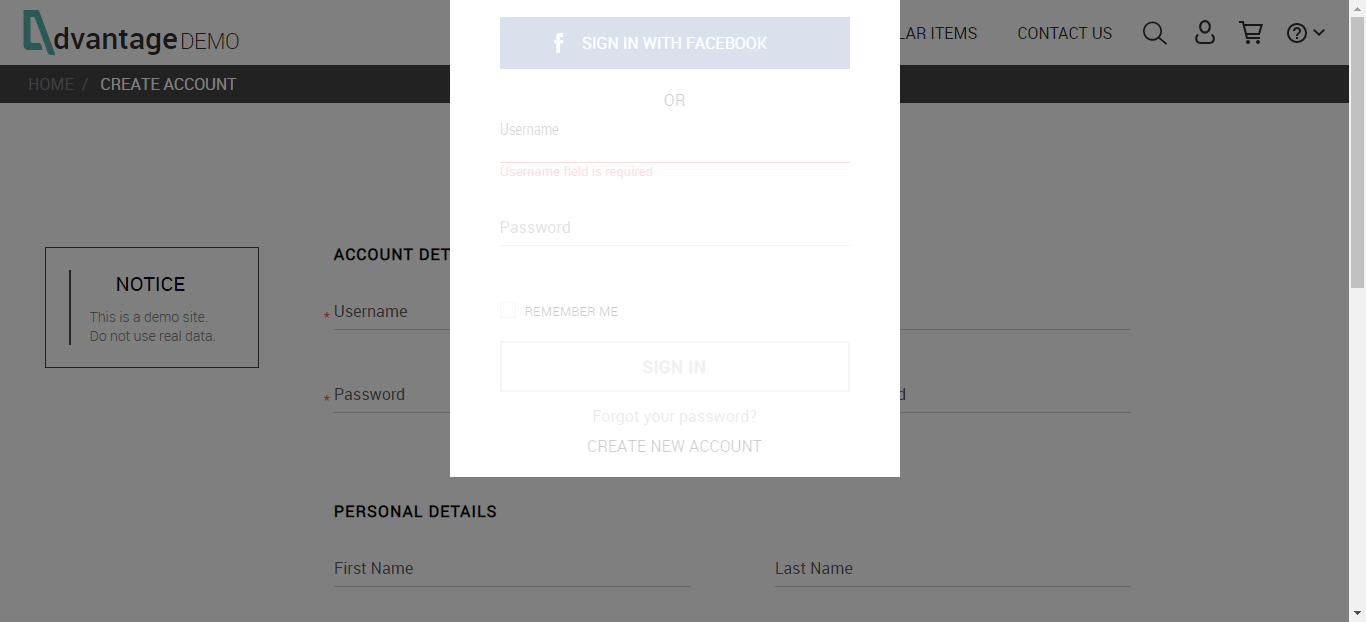 dvantage DEMO
LAR ITEMS
CONTACT US
HOME / CREATE ACCOUNT
SIGN IN WITH FACEBOOK
OR
Username
Username field is required
Password
REMEMBER ME
SIGN IN
Forgot your password?
CREATE NEW ACCOUNT
NOTICE
This is a demo site.
Do not use real data.
ACCOUNT DET
* Username
* Password
d
PERSONAL DETAILS
First Name
Last Name